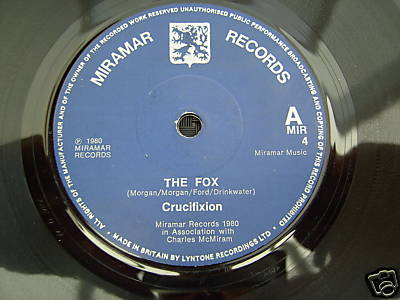 ALL RIGHTS OF THE MANUFACTURER AND OF THE OWNER OF THE RECORDED WORK RESERVED UNAUTHORISED PUBLIC PERFORMANCE BROADCASTING AND COPYING OF THIS RECORD PROHIBITED
MIRAMAR RECORDS
A
MIR
4
℗ 1980
MIRAMAR
RECORDS
Miramar Music
THE FOX
(Morgan/Morgan/Ford/Drinkwater)
Crucifixion
Miramar Records 1980
in Association with
Charles McMiram
· MADE IN BRITAIN BY LYNTONE RECORDINGS LTD ·